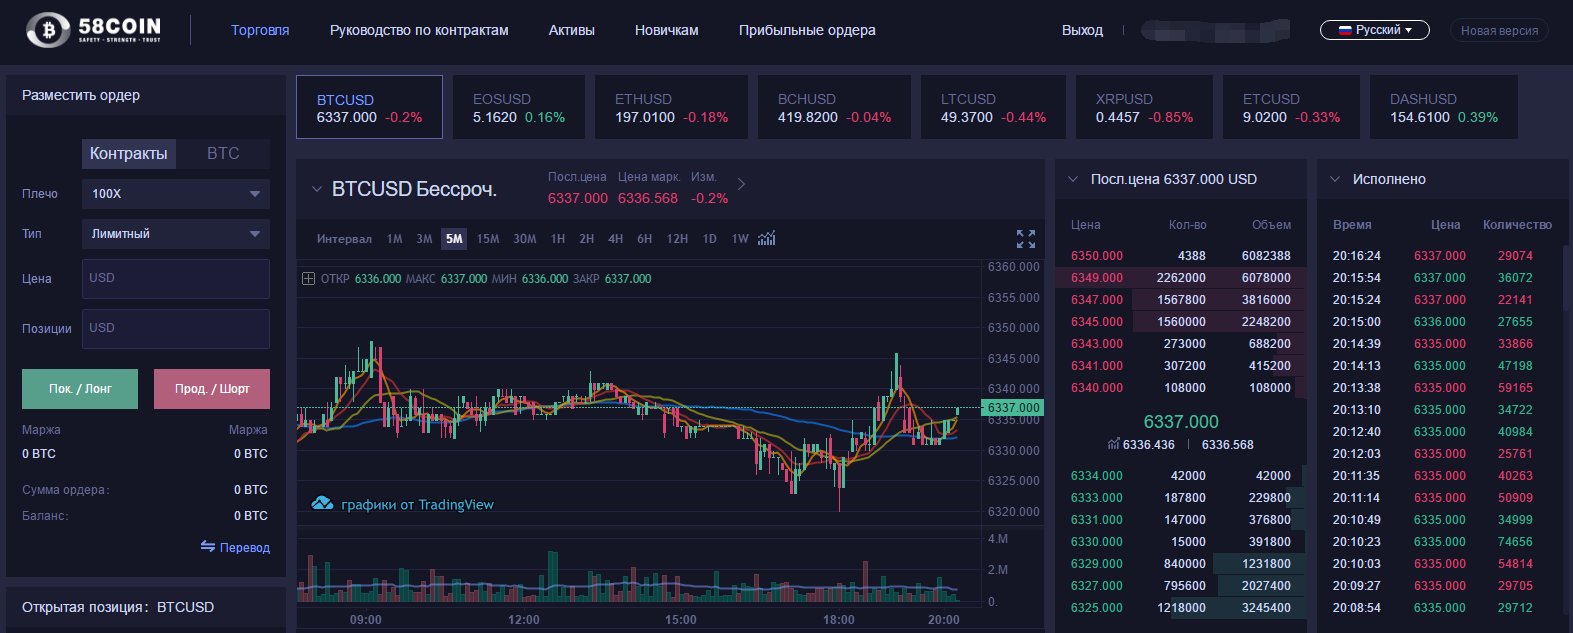 58COIN
SAFETY · STRENGTH · TRUST
Торговля Руководство по контрактам Активы Новичкам Прибыльные ордера Выход Русский Новая версия
Разместить ордер
Контракты BTC
Плечо 100X
Тип Лимитный
Цена USD
Позиции USD
Пок. / Лонг Прод. / Шорт
Маржа Маржа
0 BTC 0 BTC
Сумма ордера: 0 BTC
Баланс: 0 BTC
Перевод
Открытая позиция: BTCUSD
BTCUSD
6337.000 -0.2%
EOSUSD
5.1620 0.16%
ETHUSD
197.0100 -0.18%
BCHUSD
419.8200 -0.04%
LTCUSD
49.3700 -0.44%
XRPUSD
0.4457 -0.85%
ETCUSD
9.0200 -0.33%
DASHUSD
154.6100 0.39%
BTCUSD Бессроч.
Посл.цена Цена марк. Изм.
6337.000 6336.568 -0.2%
Интервал 1M 3M 5M 15M 30M 1H 2H 4H 6H 12H 1D 1W
ОТКР 6336.000 МАКС 6337.000 МИН 6336.000 ЗАКР 6337.000
6360.000
6355.000
6350.000
6345.000
6340.000
6337.000
6335.000
6330.000
6325.000
6320.000
графики от TradingView
4.M
2.M
0.
09:00 12:00 15:00 18:00 20:00
Посл.цена 6337.000 USD
Цена Кол-во Объем
6350.000 4388 6082388
6349.000 2262000 6078000
6347.000 1567800 3816000
6345.000 1560000 2248200
6343.000 273000 688200
6341.000 307200 415200
6340.000 108000 108000
6337.000
6336.436 6336.568
6334.000 42000 42000
6333.000 187800 229800
6331.000 147000 376800
6330.000 15000 391800
6329.000 840000 1231800
6327.000 795600 2027400
6325.000 1218000 3245400
Исполнено
Время Цена Количество
20:16:24 6337.000 29074
20:15:54 6337.000 36072
20:15:24 6337.000 22141
20:15:00 6336.000 27655
20:14:39 6335.000 33866
20:14:13 6335.000 47198
20:13:38 6335.000 59165
20:13:10 6335.000 34722
20:12:40 6335.000 40984
20:12:03 6335.000 25761
20:11:35 6335.000 40263
20:11:14 6335.000 50909
20:10:49 6335.000 34999
20:10:23 6335.000 74656
20:10:03 6335.000 54814
20:09:27 6335.000 29705
20:08:54 6335.000 29712